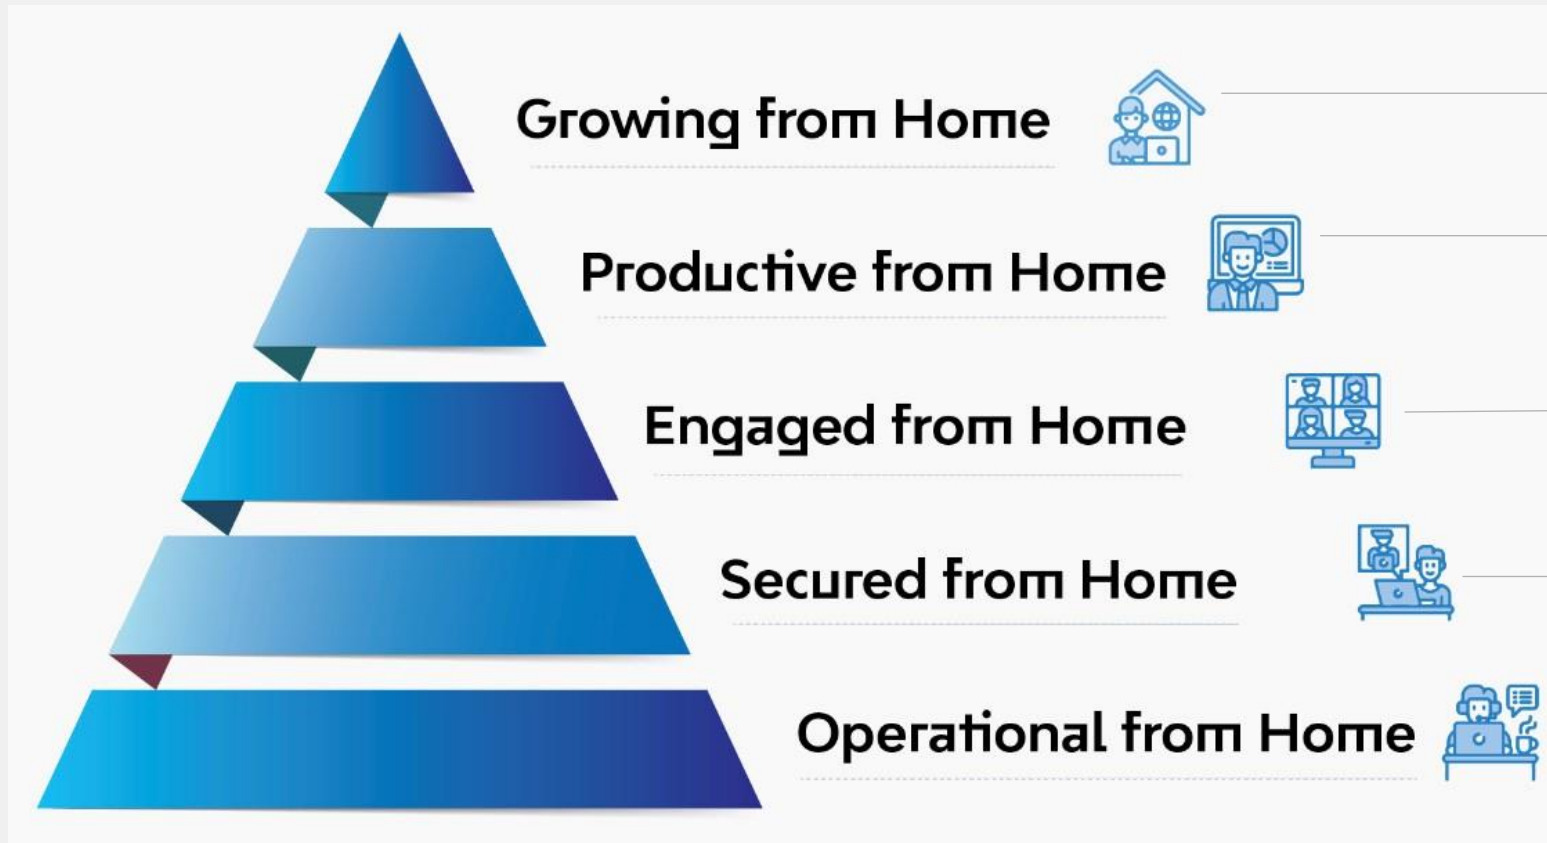 Growing from Home
Productive from Home
Engaged from Home
Secured from Home
Operational from Home